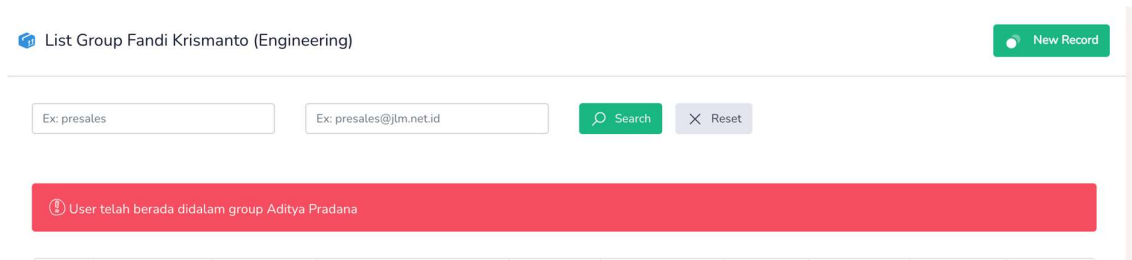 List Group Fandi Krismanto (Engineering)
New Record
Ex: presales
Ex: presales@jlm.net.id
Search
Reset
User telah berada didalam group Aditya Pradana